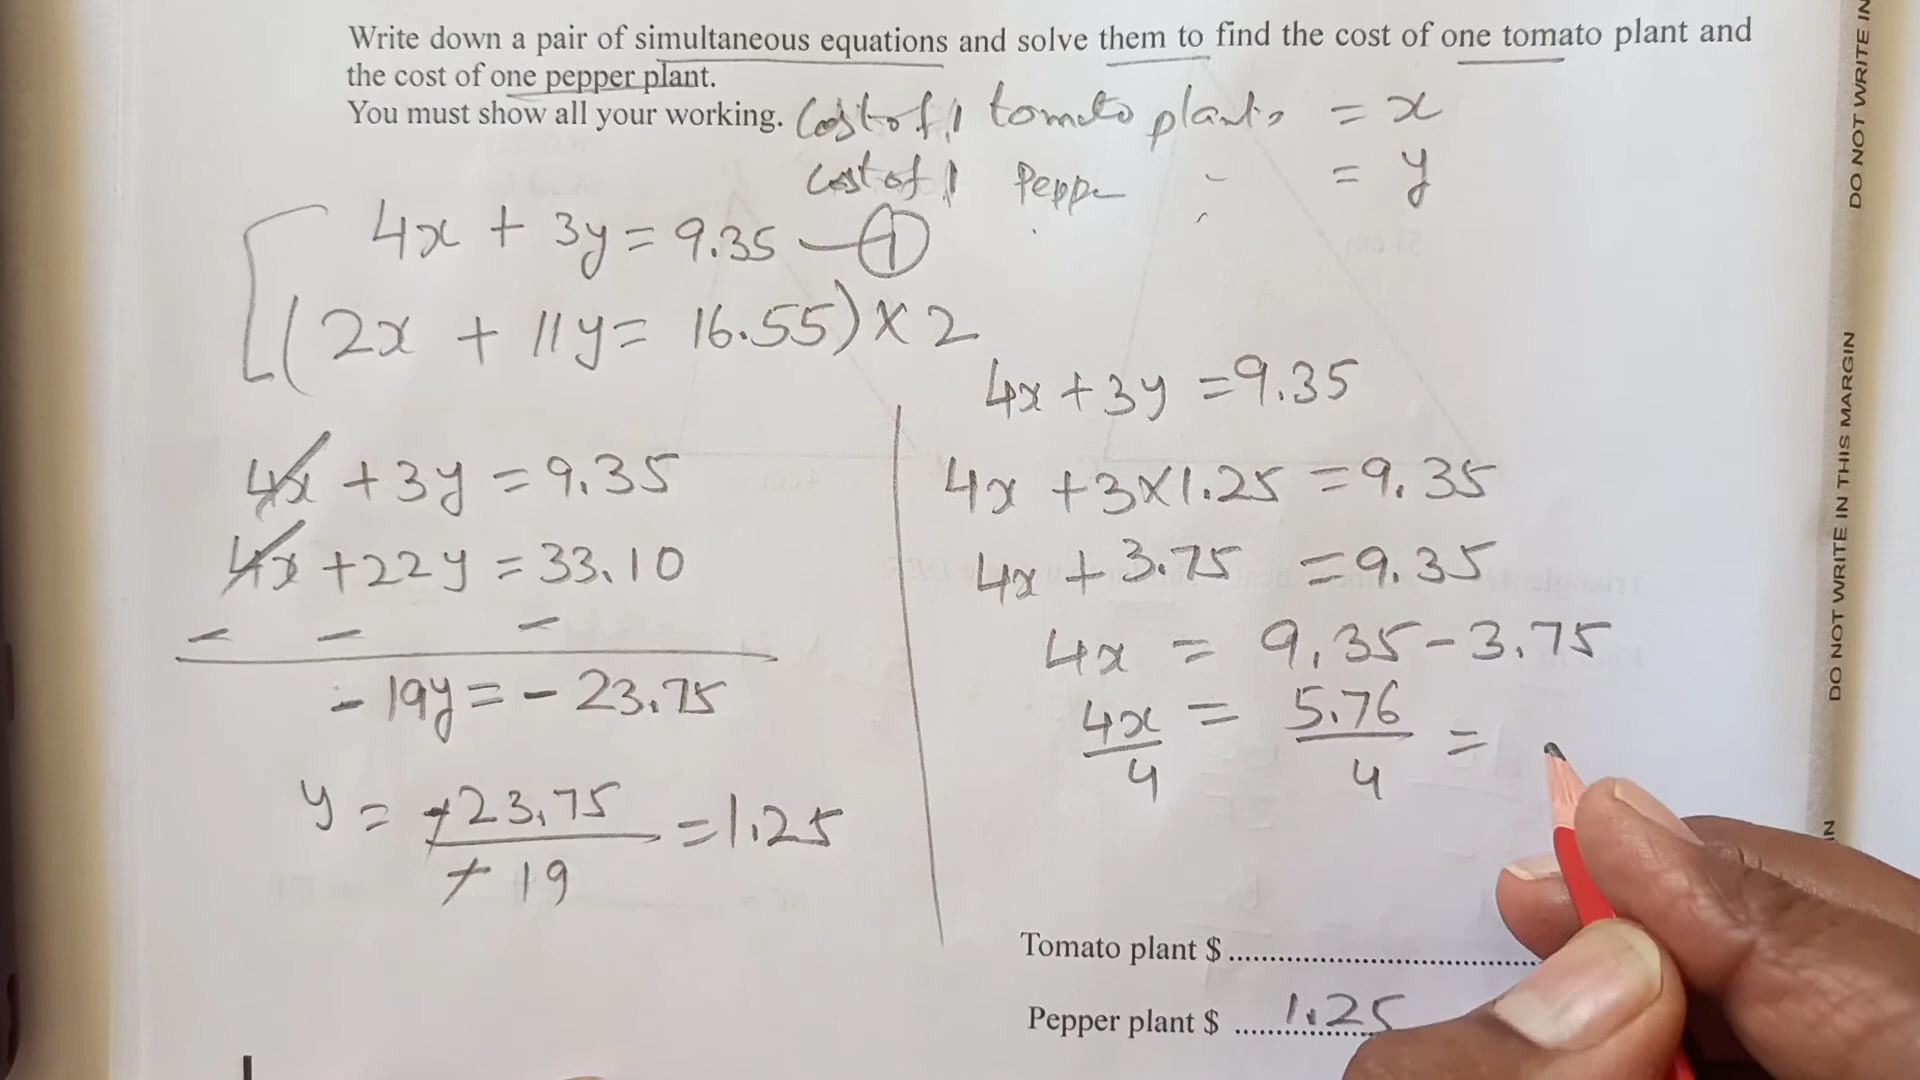 Write down a pair of simultaneous equations and solve them to find the cost of one tomato plant and
the cost of one pepper plant.
You must show all your working.
Cost of 1 tomato plants = x
Cost of 1 Pepper " = y
4x + 3y = 9.35 — 1
(2x + 11y = 16.55) × 2
4x + 3y = 9.35
4x + 22y = 33.10
- - -
- 19y = - 23.75
y = -23.75 / -19 = 1.25
4x + 3y = 9.35
4x + 3×1.25 = 9.35
4x + 3.75 = 9.35
4x = 9.35 - 3.75
4x / 4 = 5.76 / 4 =
Tomato plant $
Pepper plant $ 1.25
DO NOT WRITE IN
DO NOT WRITE IN THIS MARGIN
IN